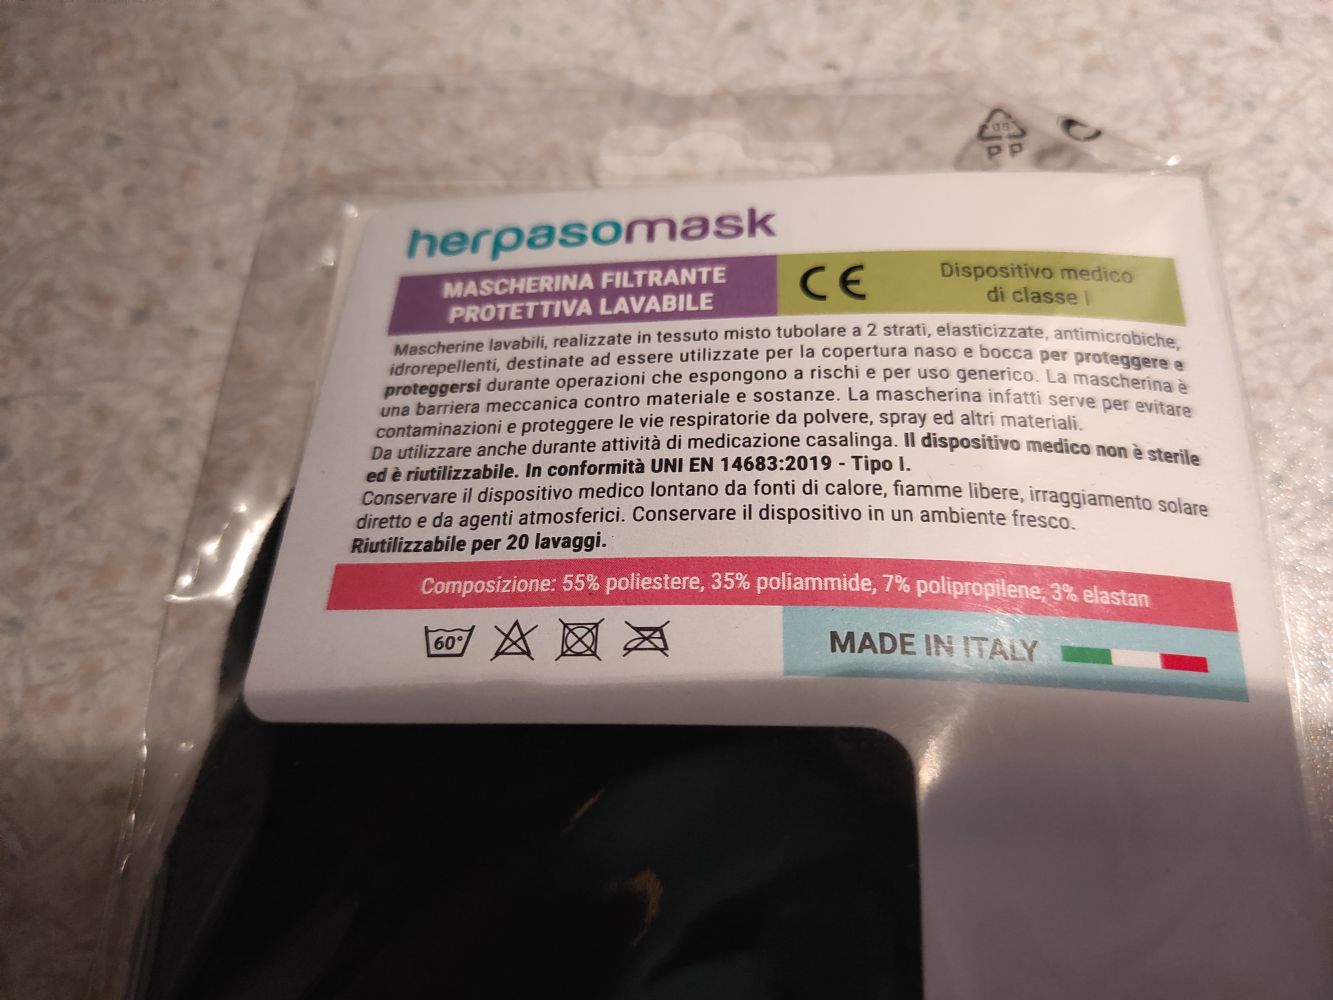 05
PP
herpasomask
MASCHERINA FILTRANTE
PROTETTIVA LAVABILE
CE
Dispositivo medico
di classe I
Mascherine lavabili, realizzate in tessuto misto tubolare a 2 strati, elasticizzate, antimicrobiche,
idrorepellenti, destinate ad essere utilizzate per la copertura naso e bocca per proteggere e
proteggersi durante operazioni che espongono a rischi e per uso generico. La mascherina è
una barriera meccanica contro materiale e sostanze. La mascherina infatti serve per evitare
contaminazioni e proteggere le vie respiratorie da polvere, spray ed altri materiali.
Da utilizzare anche durante attività di medicazione casalinga. Il dispositivo medico non è sterile
ed è riutilizzabile. In conformità UNI EN 14683:2019 - Tipo I.
Conservare il dispositivo medico lontano da fonti di calore, fiamme libere, irraggiamento solare
diretto e da agenti atmosferici. Conservare il dispositivo in un ambiente fresco.
Riutilizzabile per 20 lavaggi.
Composizione: 55% poliestere, 35% poliammide, 7% polipropilene, 3% elastan
60°
MADE IN ITALY